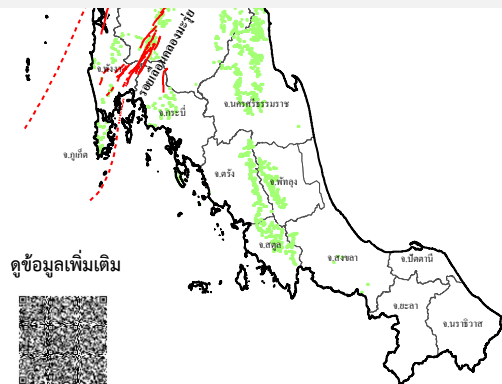 รอยเลื่อนคลองมะรุ่ย
จ.พังงา
จ.กระบี่
จ.นครศรีธรรมราช
จ.ภูเก็ต
จ.ตรัง
จ.พัทลุง
จ.สตูล
จ.สงขลา
จ.ปัตตานี
จ.ยะลา
จ.นราธิวาส
ดูข้อมูลเพิ่มเติม